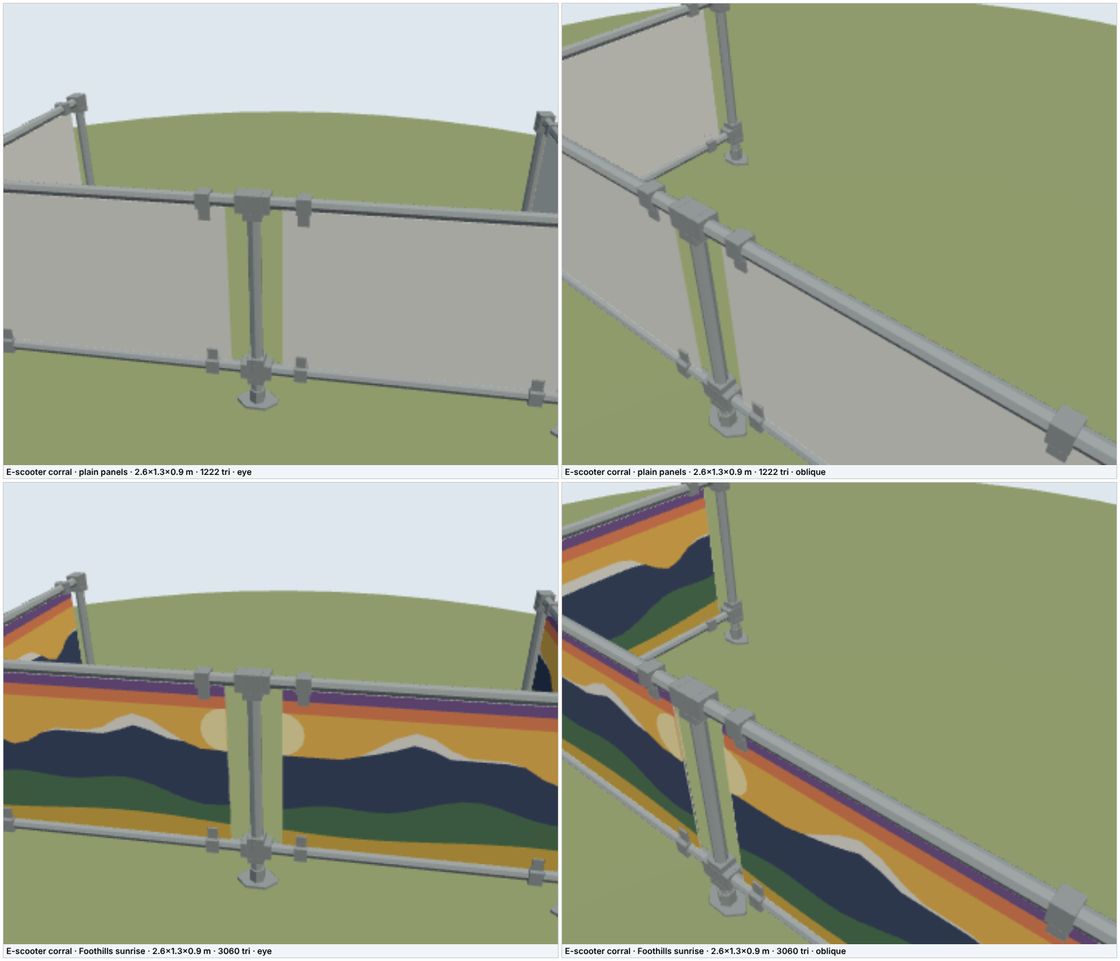 E-scooter corral · plain panels · 2.6×1.3×0.9 m · 1222 tri · eye
E-scooter corral · plain panels · 2.6×1.3×0.9 m · 1222 tri · oblique
E-scooter corral · Foothills sunrise · 2.6×1.3×0.9 m · 3060 tri · eye
E-scooter corral · Foothills sunrise · 2.6×1.3×0.9 m · 3060 tri · oblique